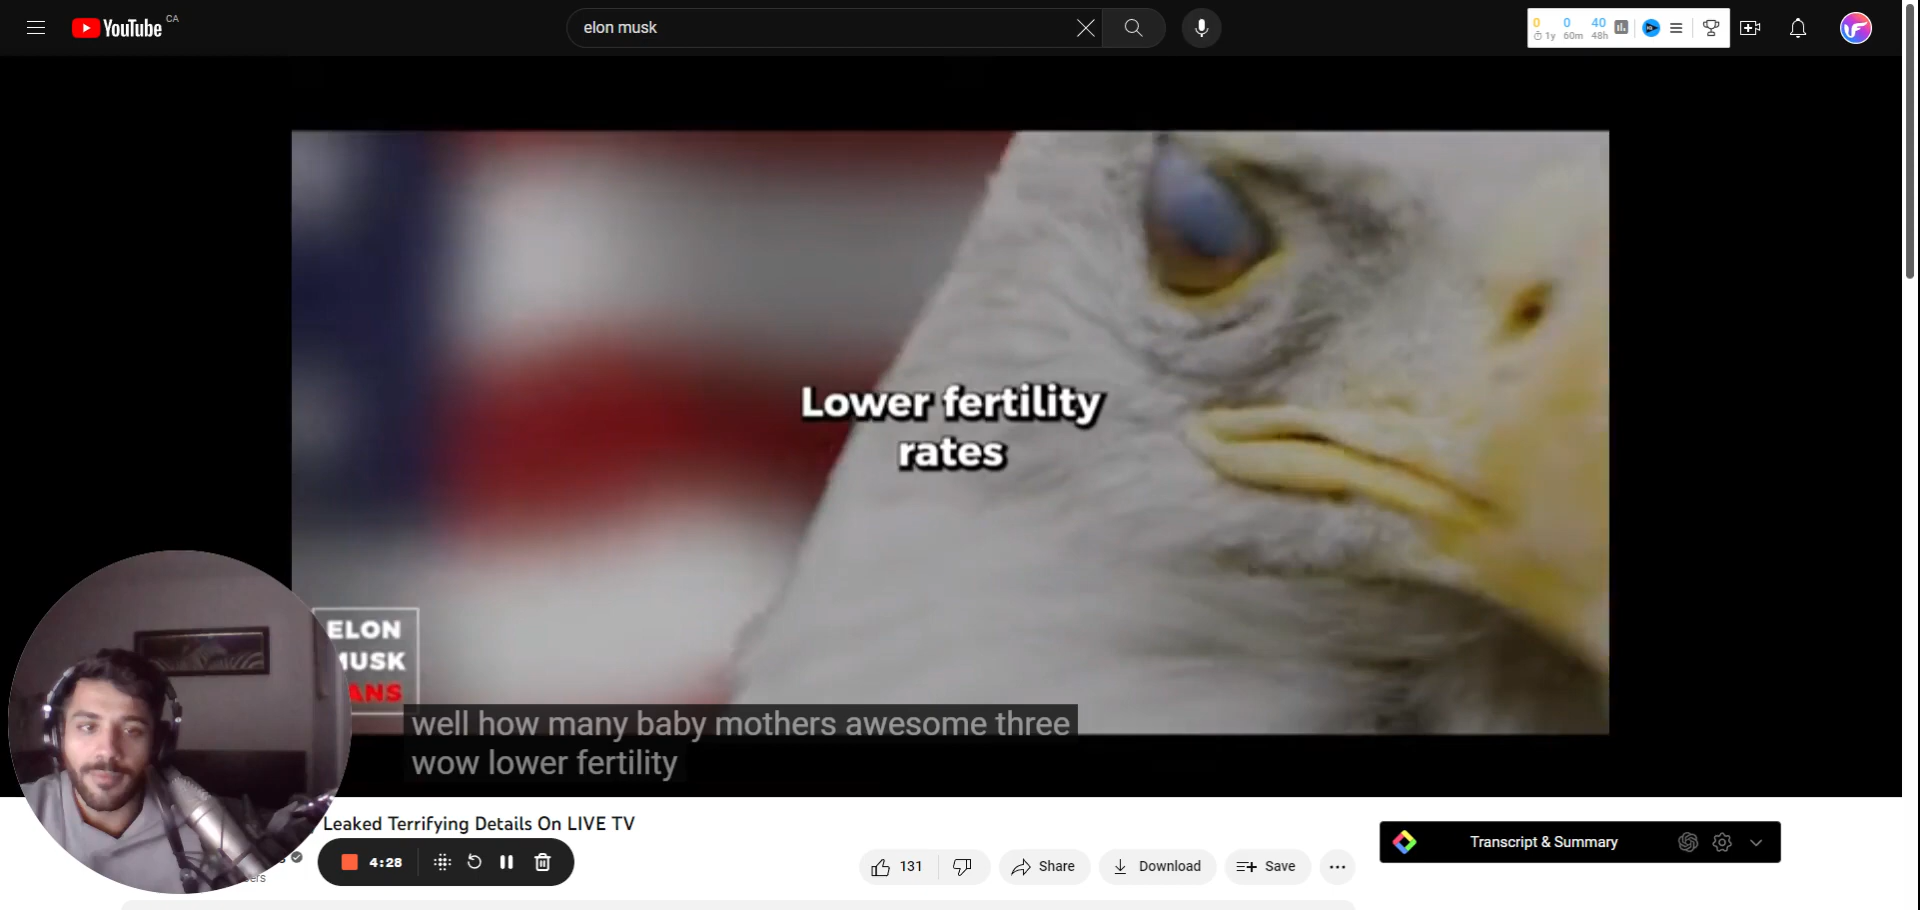 YouTube CA
elon musk
0 0 40
1y 60m 48h
Lower fertility
rates
ELON
MUSK
ANS
well how many baby mothers awesome three
wow lower fertility
Leaked Terrifying Details On LIVE TV
4:28
131
Share
Download
Save
Transcript & Summary
ers